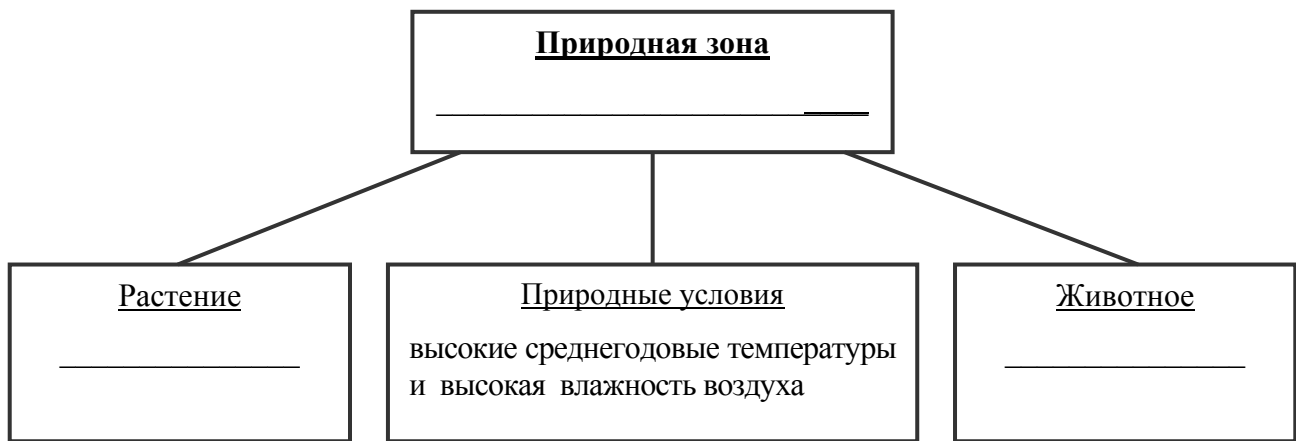 Природная зона
Растение
Природные условия
высокие среднегодовые температуры
и высокая влажность воздуха
Животное